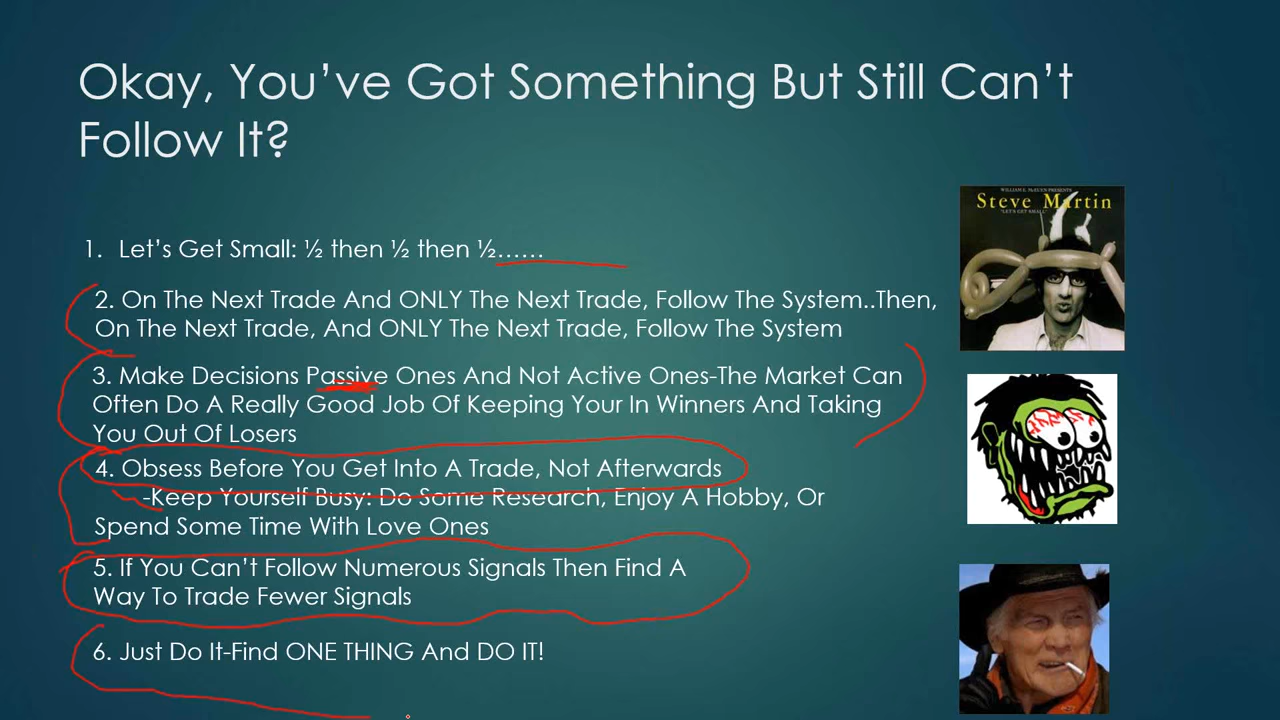 Okay, You’ve Got Something But Still Can’t
Follow It?
1. Let’s Get Small: ½ then ½ then ½……
2. On The Next Trade And ONLY The Next Trade, Follow The System..Then,
On The Next Trade, And ONLY The Next Trade, Follow The System
3. Make Decisions Passive Ones And Not Active Ones-The Market Can
Often Do A Really Good Job Of Keeping Your In Winners And Taking
You Out Of Losers
4. Obsess Before You Get Into A Trade, Not Afterwards
-Keep Yourself Busy: Do Some Research, Enjoy A Hobby, Or
Spend Some Time With Love Ones
5. If You Can’t Follow Numerous Signals Then Find A
Way To Trade Fewer Signals
6. Just Do It-Find ONE THING And DO IT!
WILLIAM E. McEUEN PRESENTS
Steve Martin
"LET'S GET SMALL"